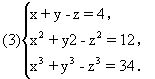 (3) { x + y - z = 4,
x² + y2 - z² = 12,
x³ + y³ - z³ = 34.